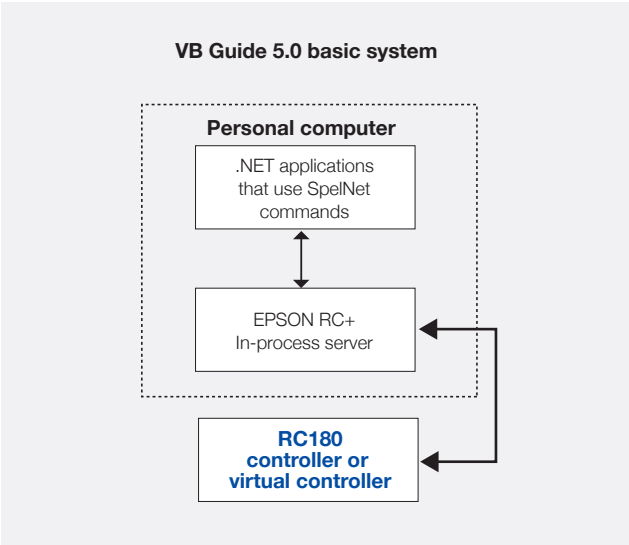 VB Guide 5.0 basic system
Personal computer
.NET applications
that use SpelNet
commands
EPSON RC+
In-process server
RC180
controller or
virtual controller